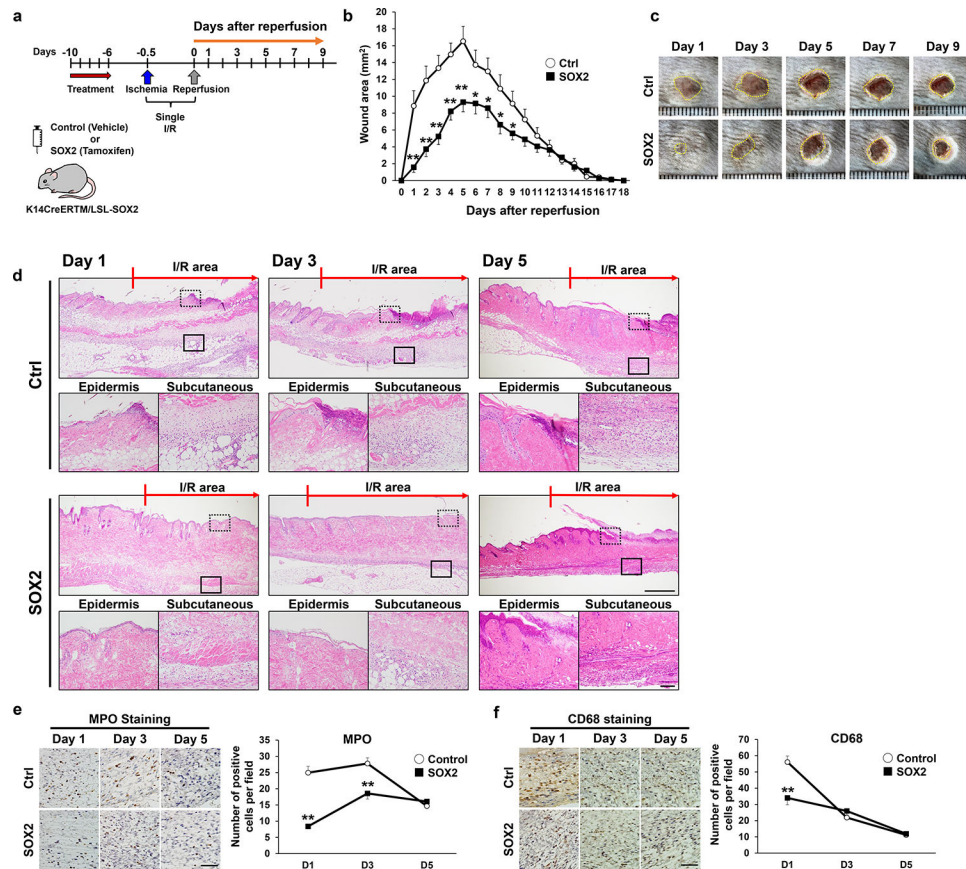 a
Days after reperfusion
Days -10 -6 -0.5 0 1 3 5 7 9
Treatment Ischemia Reperfusion
Single
I/R
Control (Vehicle)
or
SOX2 (Tamoxifen)
K14CreERTM/LSL-SOX2
b
Wound area (mm²)
18
16
14
12
10
8
6
4
2
0
Ctrl
SOX2
** ** ** ** ** * * * *
0 1 2 3 4 5 6 7 8 9 10 11 12 13 14 15 16 17 18
Days after reperfusion
c
Day 1 Day 3 Day 5 Day 7 Day 9
Ctrl
SOX2
d
Day 1 Day 3 Day 5
I/R area I/R area I/R area
Ctrl
Epidermis Subcutaneous Epidermis Subcutaneous Epidermis Subcutaneous
I/R area I/R area I/R area
SOX2
Epidermis Subcutaneous Epidermis Subcutaneous Epidermis Subcutaneous
e
MPO Staining
Day 1 Day 3 Day 5
Ctrl
SOX2
MPO
Number of positive
cells per field
35
30
25
20
15
10
5
0
Control
SOX2
** **
D1 D3 D5
f
CD68 staining
Day 1 Day 3 Day 5
Ctrl
SOX2
CD68
Number of positive
cells per field
70
60
50
40
30
20
10
0
Control
SOX2
**
D1 D3 D5